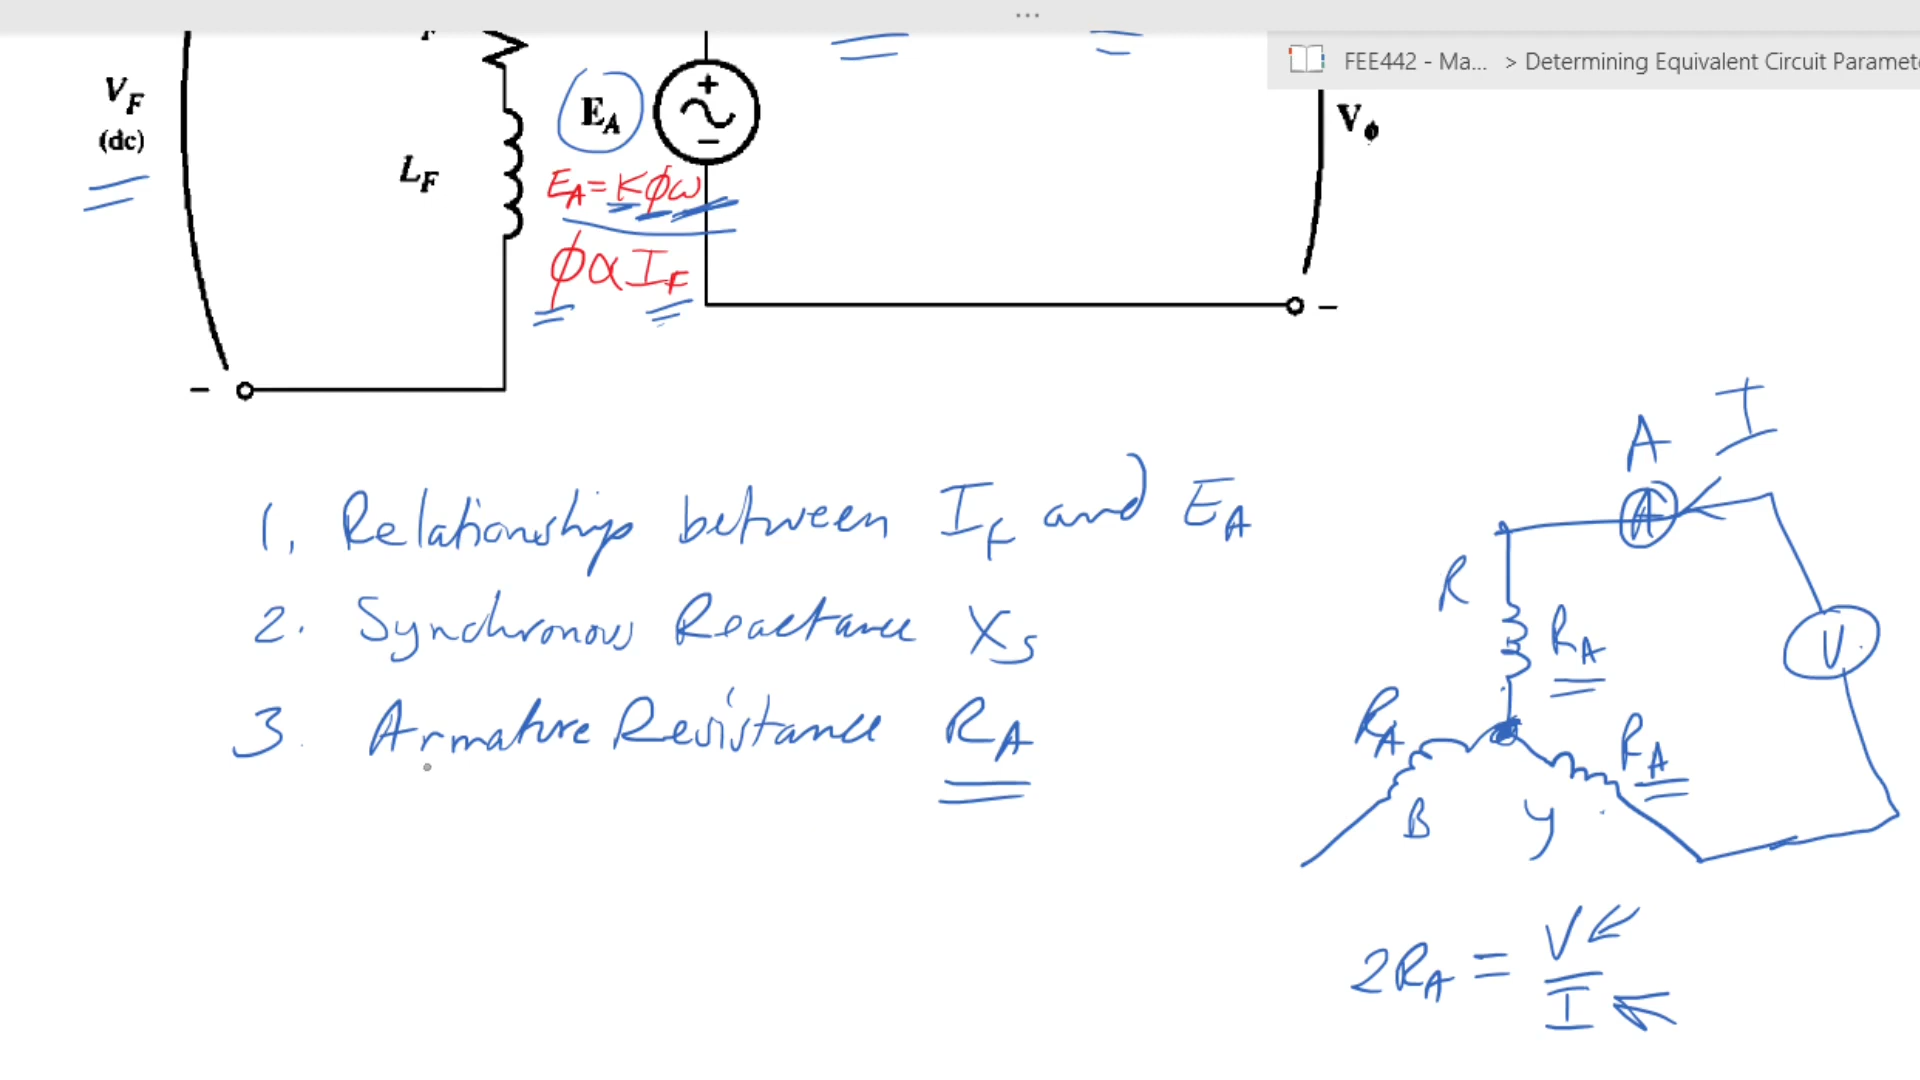 ...
FEE442 - Ma... > Determining Equivalent Circuit Paramet
F
V_F
(dc)
L_F
E_A
+
−
V_ϕ
E_A = Kϕω
ϕ α I_F
−
−
1. Relationship between I_F and E_A
2. Synchronous Reactance X_S
3. Armature Resistance R_A
I
A
A
R
R_A
V
R_A
R_A
B
Y
2R_A = V/I